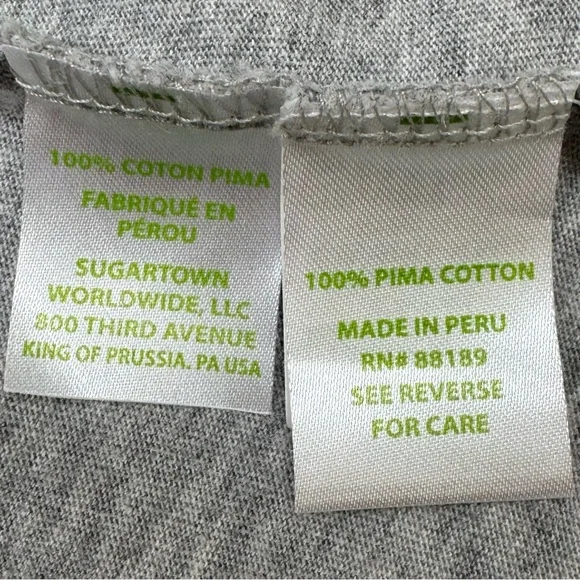 100% COTON PIMA
FABRIQUÉ EN
PÉROU
SUGARTOWN
WORLDWIDE, LLC
800 THIRD AVENUE
KING OF PRUSSIA. PA USA
100% PIMA COTTON
MADE IN PERU
RN# 88189
SEE REVERSE
FOR CARE